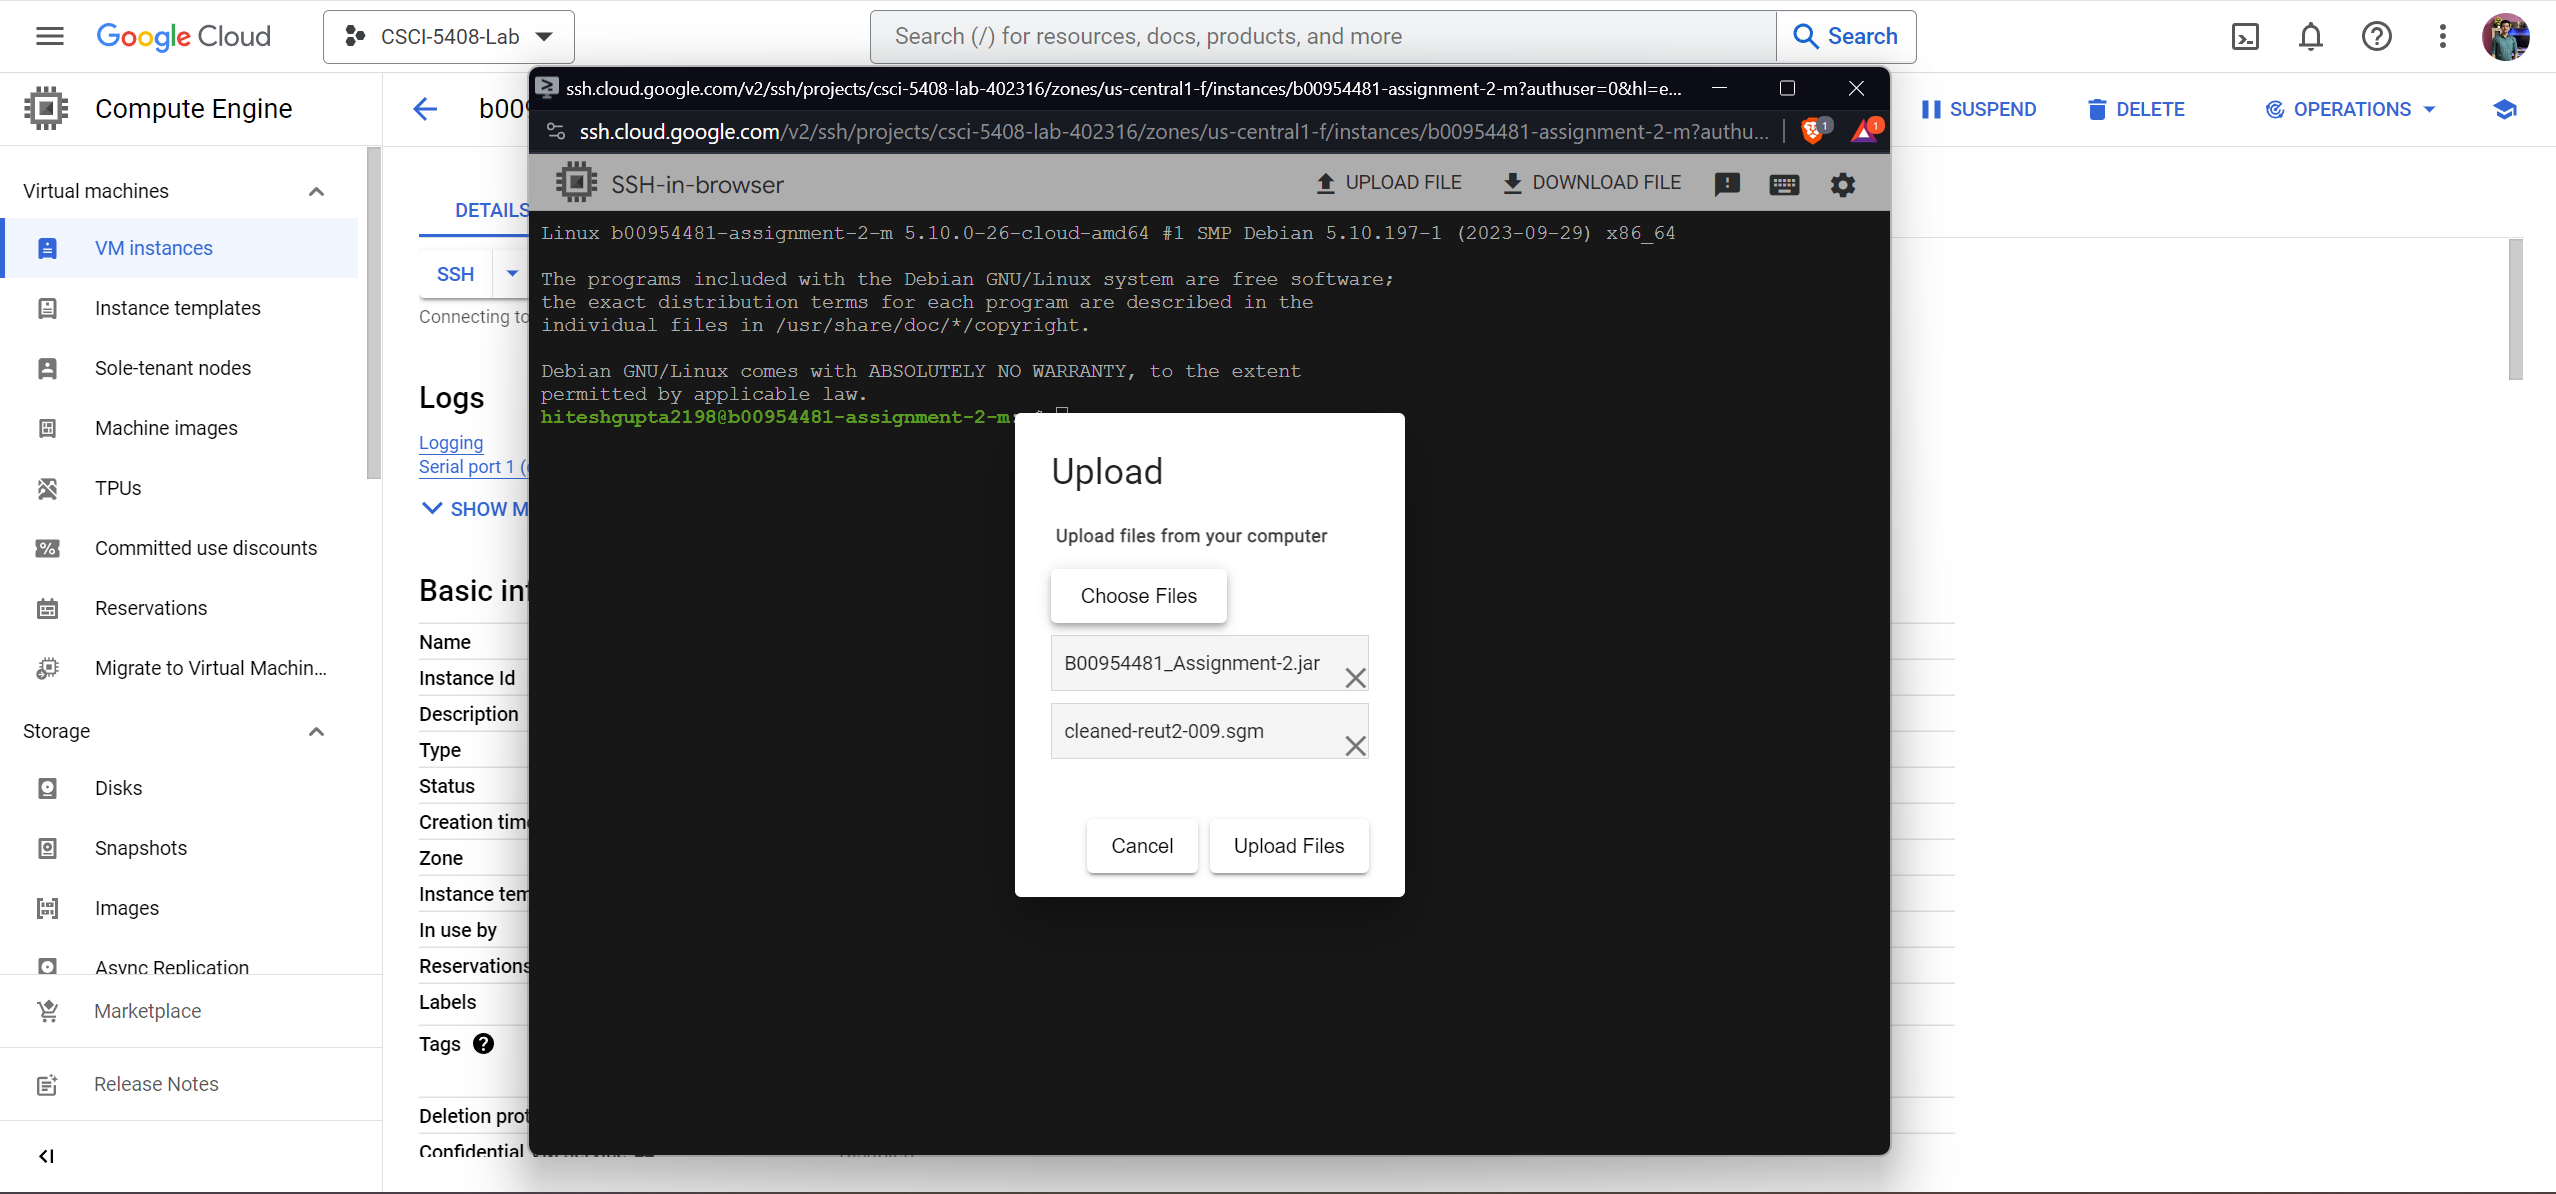 Google Cloud
CSCI-5408-Lab
Search (/) for resources, docs, products, and more
Search
Compute Engine
b009
SUSPEND
DELETE
OPERATIONS
Virtual machines
VM instances
Instance templates
Sole-tenant nodes
Machine images
TPUs
Committed use discounts
Reservations
Migrate to Virtual Machin...
Storage
Disks
Snapshots
Images
Async Replication
Marketplace
Release Notes
DETAILS
SSH
Connecting to
Logs
Logging
Serial port 1 (
SHOW M
Basic in
Name
Instance Id
Description
Type
Status
Creation time
Zone
Instance tem
In use by
Reservations
Labels
Tags
Deletion prot
Confidential
ssh.cloud.google.com/v2/ssh/projects/csci-5408-lab-402316/zones/us-central1-f/instances/b00954481-assignment-2-m?authuser=0&hl=e...
ssh.cloud.google.com/v2/ssh/projects/csci-5408-lab-402316/zones/us-central1-f/instances/b00954481-assignment-2-m?authu...
1
1
SSH-in-browser
UPLOAD FILE
DOWNLOAD FILE
Linux b00954481-assignment-2-m 5.10.0-26-cloud-amd64 #1 SMP Debian 5.10.197-1 (2023-09-29) x86_64
The programs included with the Debian GNU/Linux system are free software;
the exact distribution terms for each program are described in the
individual files in /usr/share/doc/*/copyright.
Debian GNU/Linux comes with ABSOLUTELY NO WARRANTY, to the extent
permitted by applicable law.
hiteshgupta2198@b00954481-assignment-2-m:
Upload
Upload files from your computer
Choose Files
B00954481_Assignment-2.jar
cleaned-reut2-009.sgm
Cancel
Upload Files